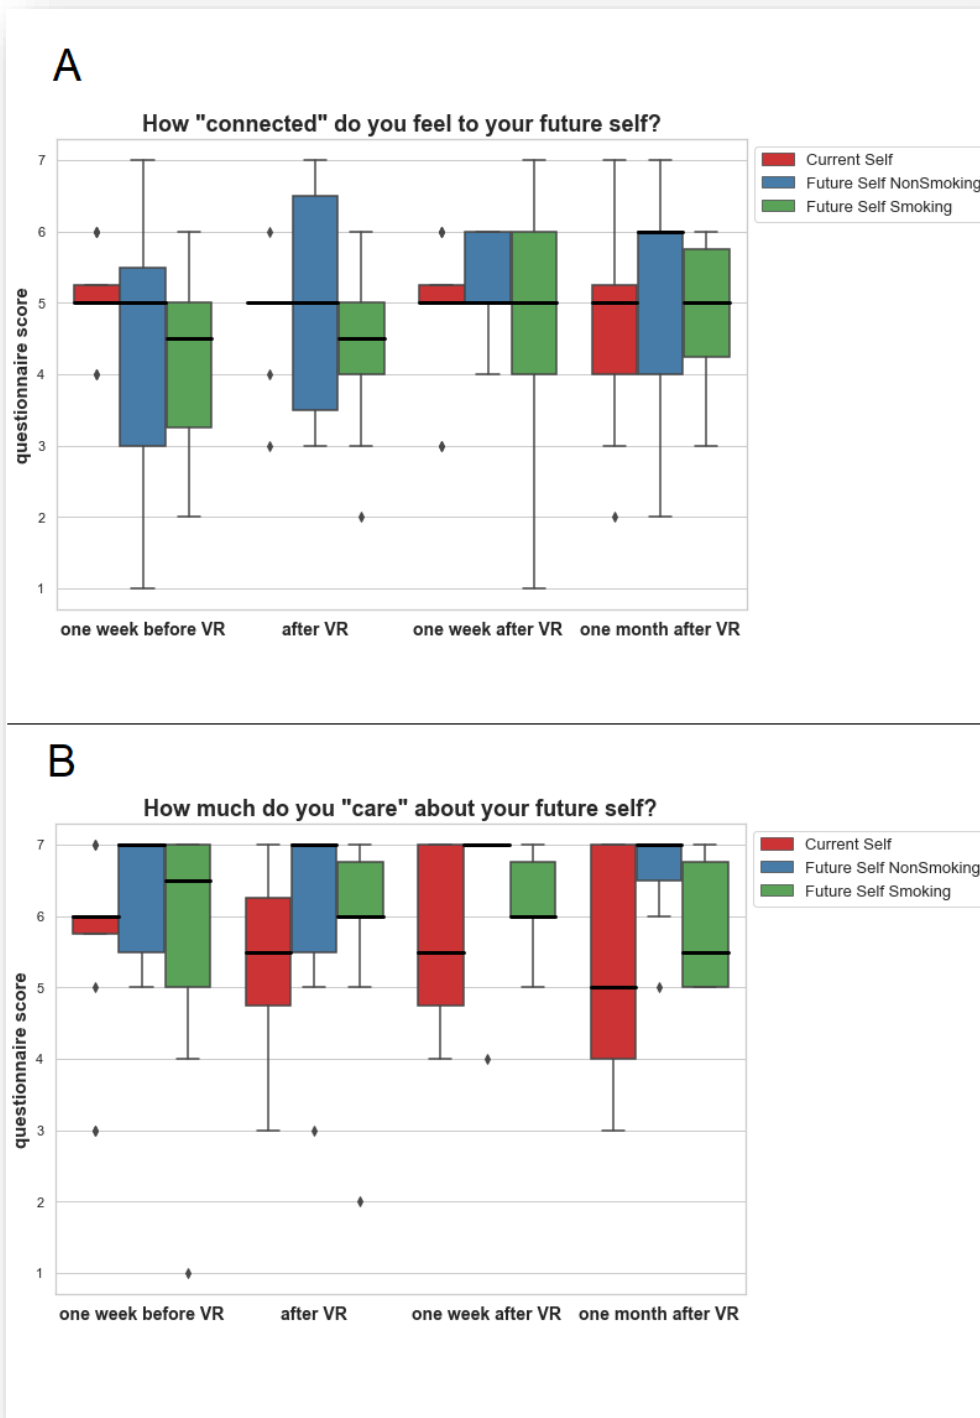 A
How "connected" do you feel to your future self?
Current Self
Future Self NonSmoking
Future Self Smoking
questionnaire score
7
6
5
4
3
2
1
one week before VR after VR one week after VR one month after VR
B
How much do you "care" about your future self?
Current Self
Future Self NonSmoking
Future Self Smoking
questionnaire score
7
6
5
4
3
2
1
one week before VR after VR one week after VR one month after VR